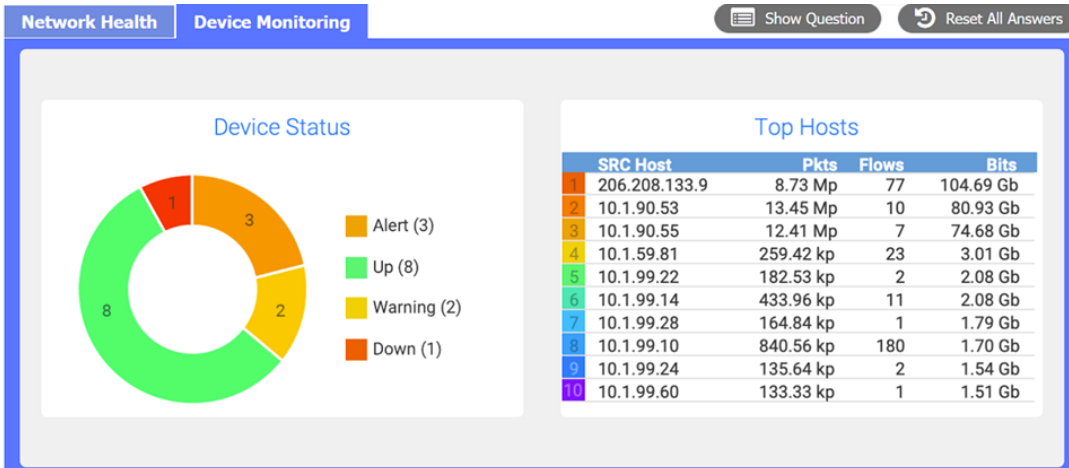 Network Health Device Monitoring Show Question Reset All Answers
Device Status
1
3
8
2
Alert (3)
Up (8)
Warning (2)
Down (1)
Top Hosts
SRC Host Pkts Flows Bits
1 206.208.133.9 8.73 Mp 77 104.69 Gb
2 10.1.90.53 13.45 Mp 10 80.93 Gb
3 10.1.90.55 12.41 Mp 7 74.68 Gb
4 10.1.59.81 259.42 kp 23 3.01 Gb
5 10.1.99.22 182.53 kp 2 2.08 Gb
6 10.1.99.14 433.96 kp 11 2.08 Gb
7 10.1.99.28 164.84 kp 1 1.79 Gb
8 10.1.99.10 840.56 kp 180 1.70 Gb
9 10.1.99.24 135.64 kp 2 1.54 Gb
10 10.1.99.60 133.33 kp 1 1.51 Gb